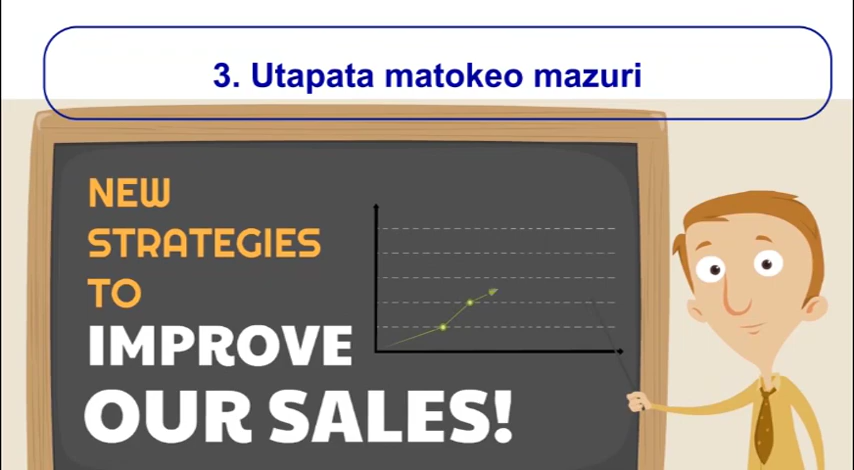 3. Utapata matokeo mazuri
NEW
STRATEGIES
TO
IMPROVE
OUR SALES!